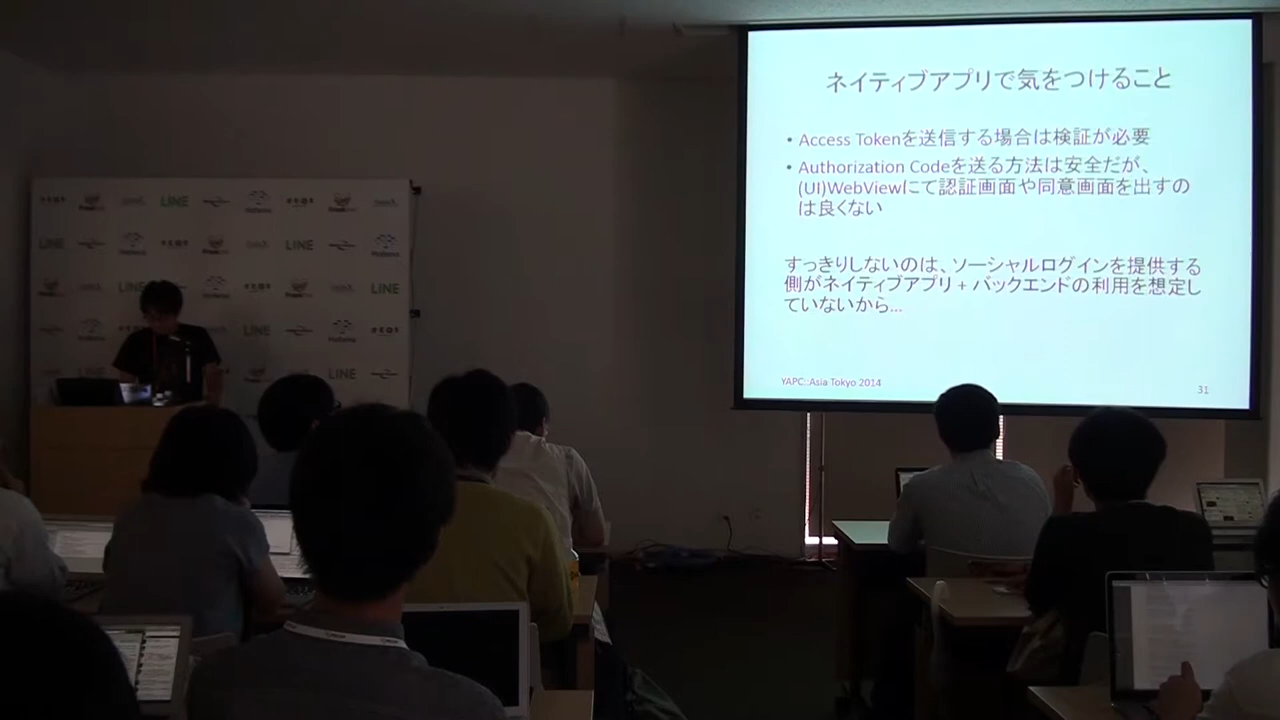 ネイティブアプリで気をつけること
• Access Tokenを送信する場合は検証が必要
• Authorization Codeを送る方法は安全だが、
(UI)WebViewにて認証画面や同意画面を出すの
は良くない
すっきりしないのは、ソーシャルログインを提供する
側がネイティブアプリ + バックエンドの利用を想定し
ていないから...
YAPC::Asia Tokyo 2014
31
LINE
LINE
LINE
LINE
LINE
LINE